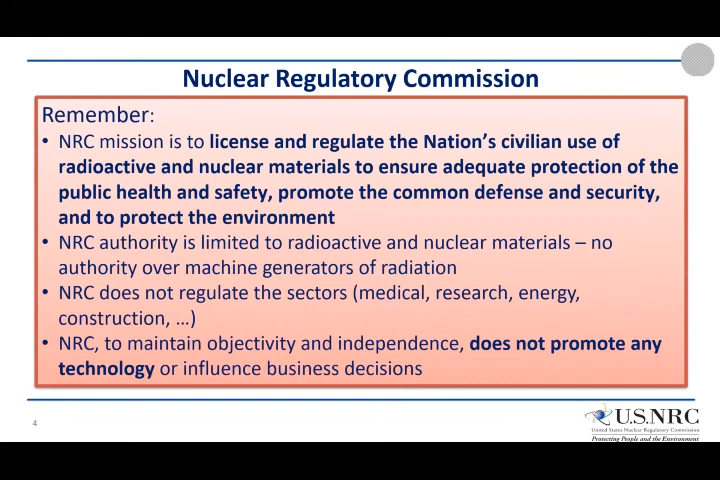 Nuclear Regulatory Commission
Remember:
• NRC mission is to license and regulate the Nation's civilian use of
radioactive and nuclear materials to ensure adequate protection of the
public health and safety, promote the common defense and security,
and to protect the environment
• NRC authority is limited to radioactive and nuclear materials – no
authority over machine generators of radiation
• NRC does not regulate the sectors (medical, research, energy,
construction, …)
• NRC, to maintain objectivity and independence, does not promote any
technology or influence business decisions
4
U.S.NRC
United States Nuclear Regulatory Commission
Protecting People and the Environment